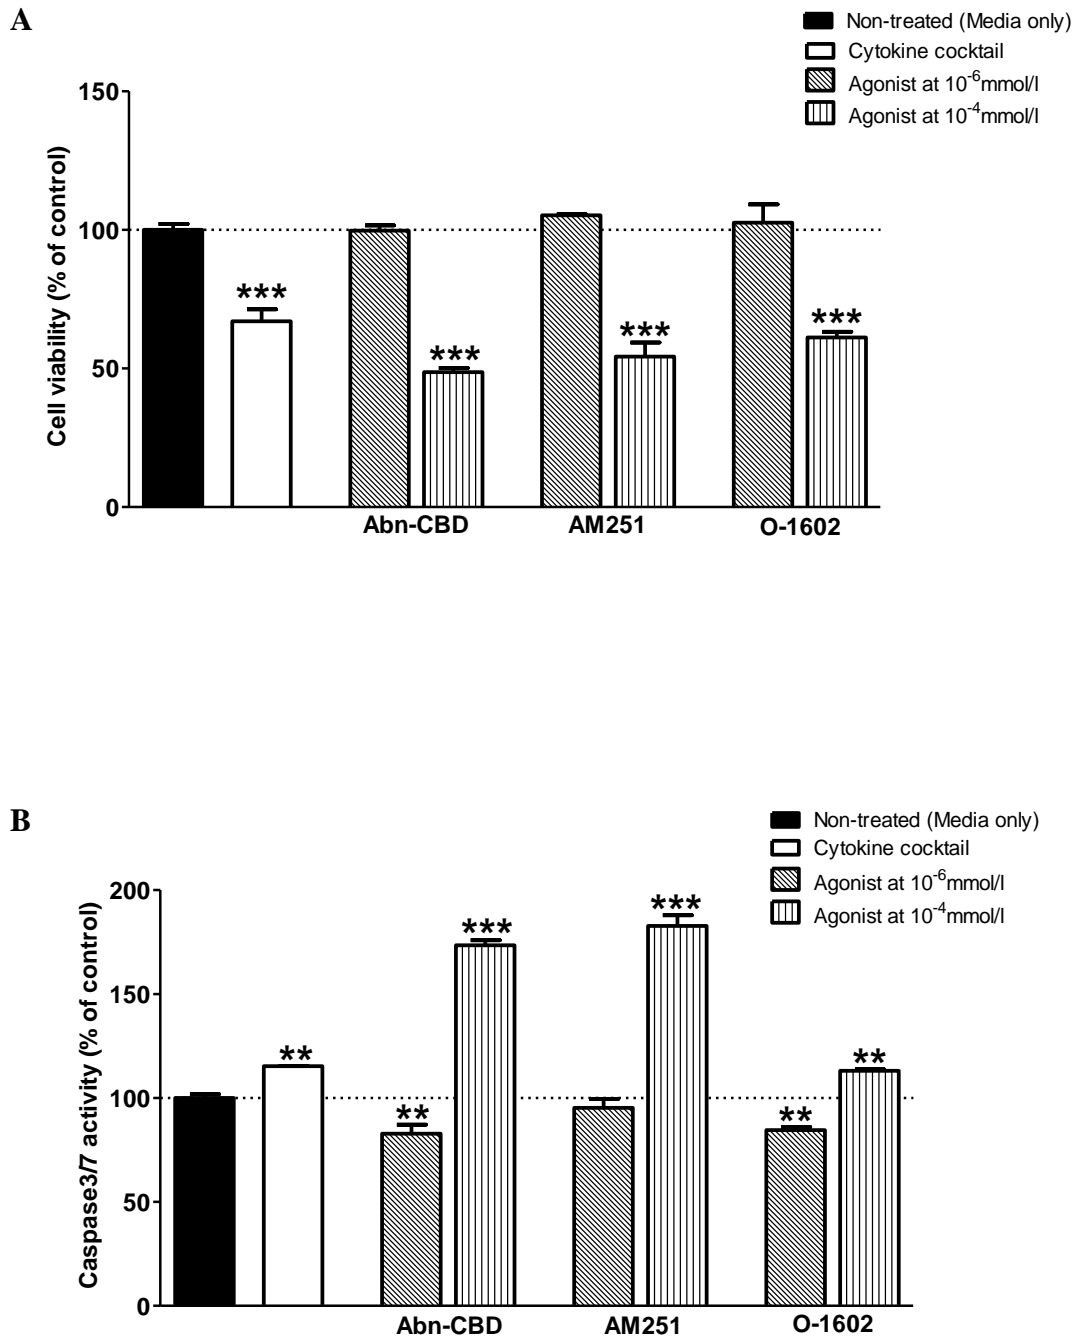 A
Non-treated (Media only)
Cytokine cocktail
Agonist at 10⁻⁶mmol/l
Agonist at 10⁻⁴mmol/l
Cell viability (% of control)
150
100
50
0
***
***
***
***
Abn-CBD AM251 O-1602
B
Non-treated (Media only)
Cytokine cocktail
Agonist at 10⁻⁶mmol/l
Agonist at 10⁻⁴mmol/l
Caspase3/7 activity (% of control)
200
150
100
50
0
**
**
***
***
**
**
Abn-CBD AM251 O-1602